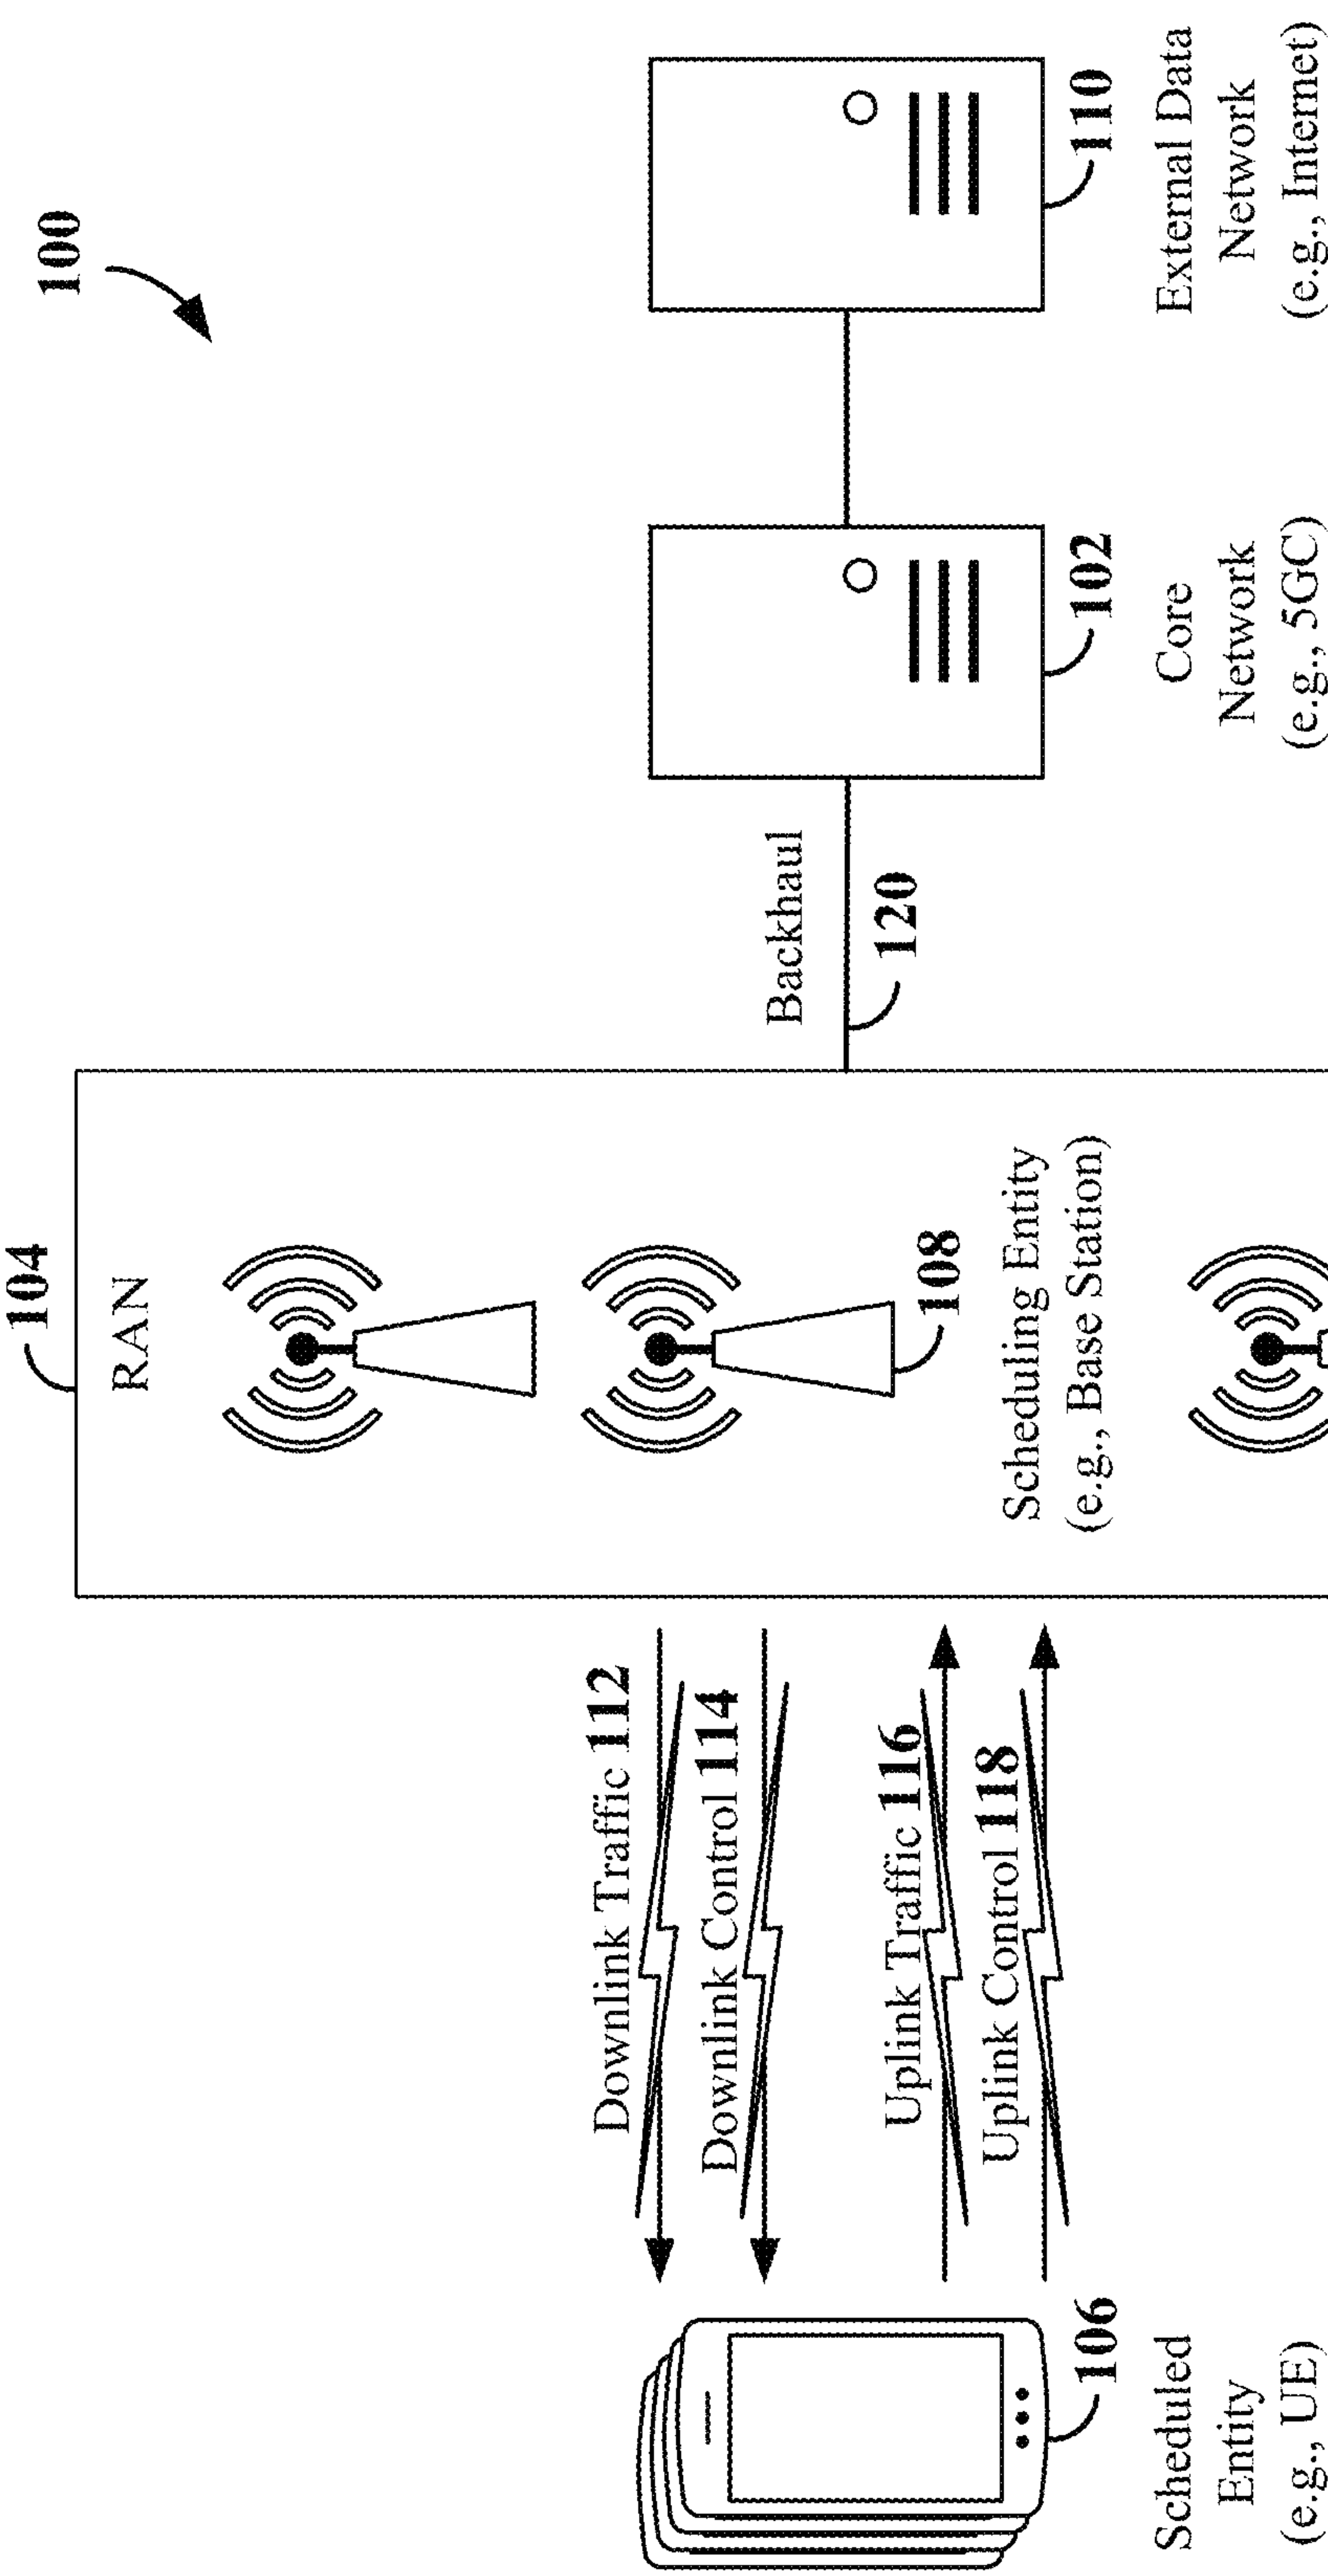 100
104
RAN
108
Scheduling Entity
(e.g., Base Station)
Downlink Traffic 112
Downlink Control 114
Uplink Traffic 116
Uplink Control 118
106
Scheduled
Entity
(e.g., UE)
Backhaul
120
102
Core
Network
(e.g., 5GC)
110
External Data
Network
(e.g., Internet)